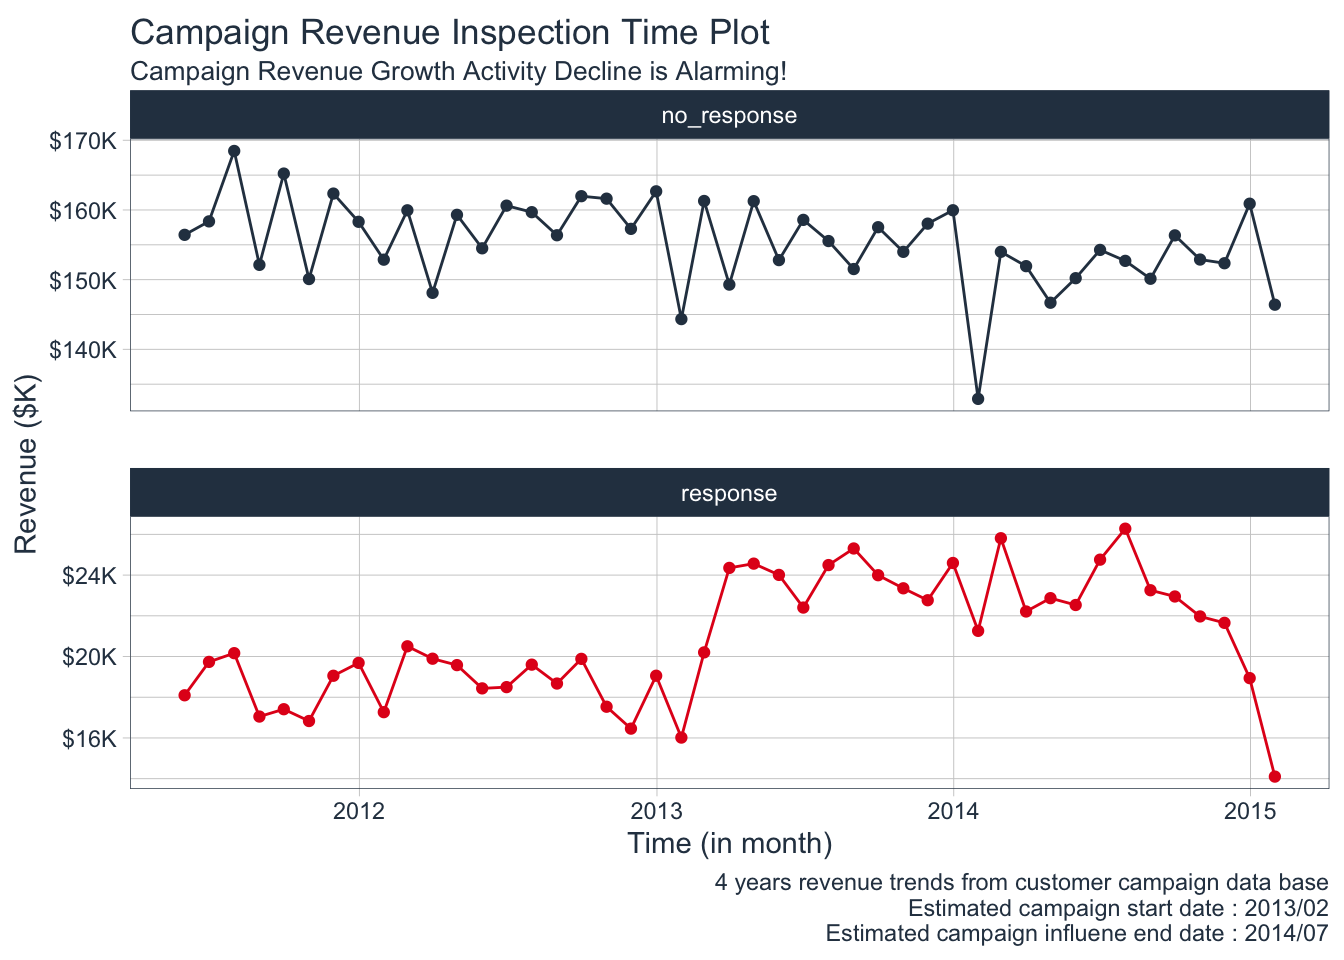 Campaign Revenue Inspection Time Plot
Campaign Revenue Growth Activity Decline is Alarming!
no_response
$170K
$160K
$150K
$140K
Revenue ($K)
response
$24K
$20K
$16K
2012 2013 2014 2015
Time (in month)
4 years revenue trends from customer campaign data base
Estimated campaign start date : 2013/02
Estimated campaign influene end date : 2014/07